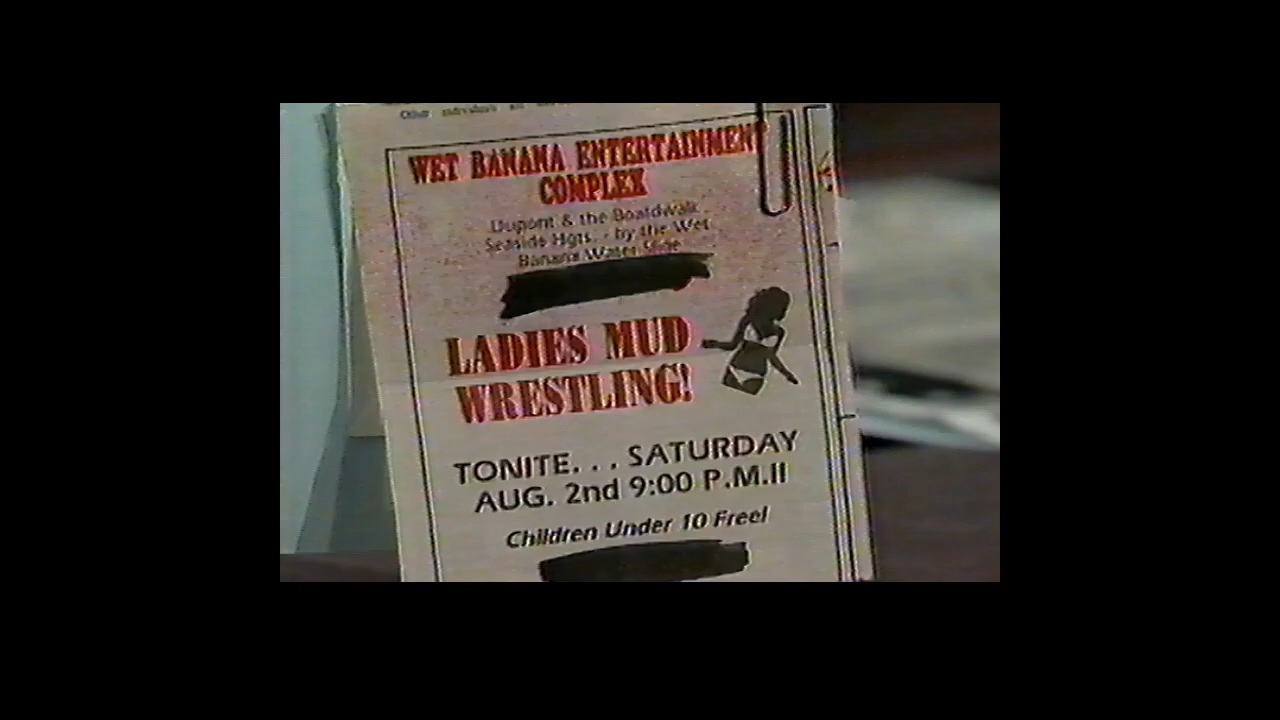 Other
WET BANANA ENTERTAINMENT
COMPLEX
Dupont & the Boardwalk
Seaside Hgts. - by the Wet
Banana Water Slide
LADIES MUD
WRESTLING!
TONITE. . . SATURDAY
AUG. 2nd 9:00 P.M.!!
Children Under 10 Free!